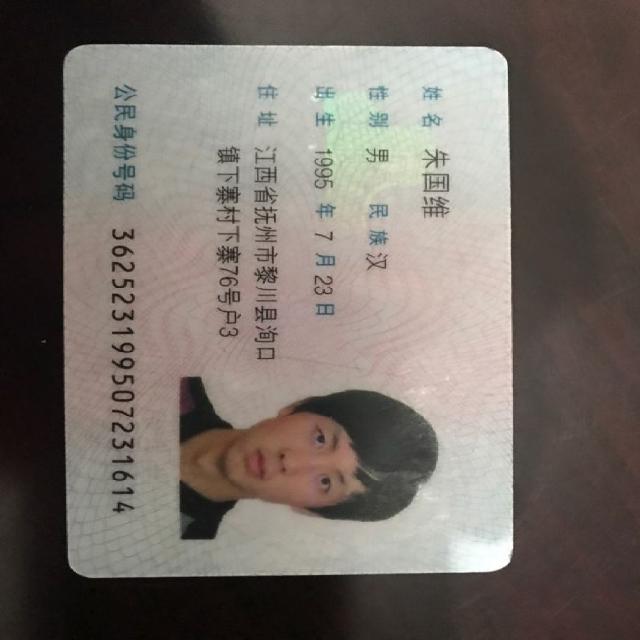 姓名 朱国维
性别 男 民族 汉
出生 1995 年 7 月 23 日
住址 江西省抚州市黎川县洵口
镇下寨村下寨76号户3
公民身份号码 362523199507231614